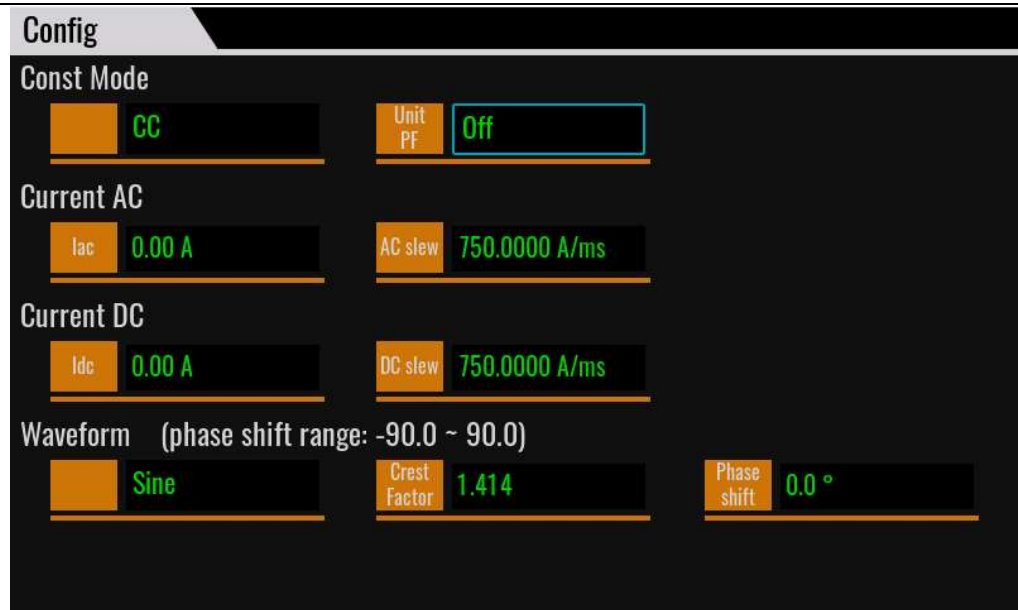 Config
Const Mode
CC
Unit
PF
Off
Current AC
Iac
0.00 A
AC slew
750.0000 A/ms
Current DC
Idc
0.00 A
DC slew
750.0000 A/ms
Waveform (phase shift range: -90.0 ~ 90.0)
Sine
Crest
Factor
1.414
Phase
shift
0.0 °